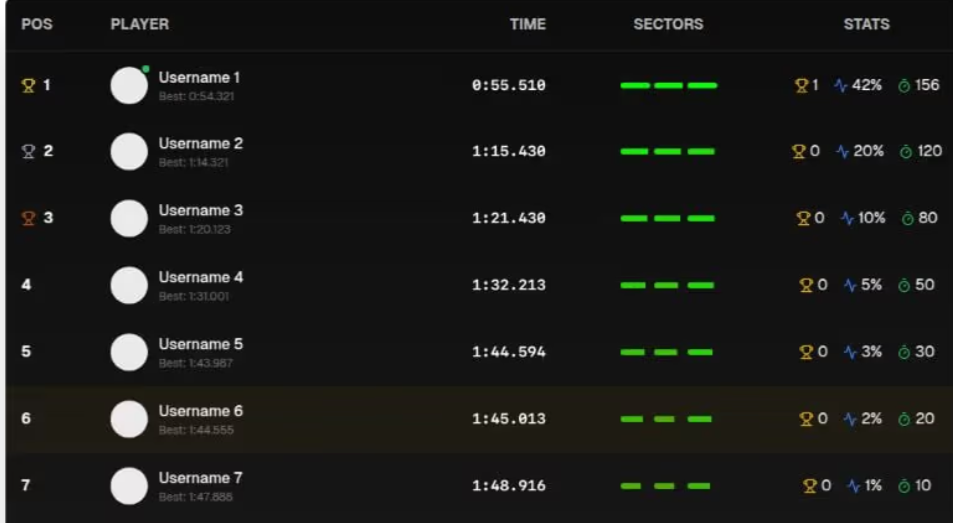 POS PLAYER TIME SECTORS STATS
1 Username 1 0:55.510 1 42% 156
Best: 0:54.321
2 Username 2 1:15.430 0 20% 120
Best: 1:14.321
3 Username 3 1:21.430 0 10% 80
Best: 1:20.123
4 Username 4 1:32.213 0 5% 50
Best: 1:31.001
5 Username 5 1:44.594 0 3% 30
Best: 1:43.987
6 Username 6 1:45.013 0 2% 20
Best: 1:44.555
7 Username 7 1:48.916 0 1% 10
Best: 1:47.888